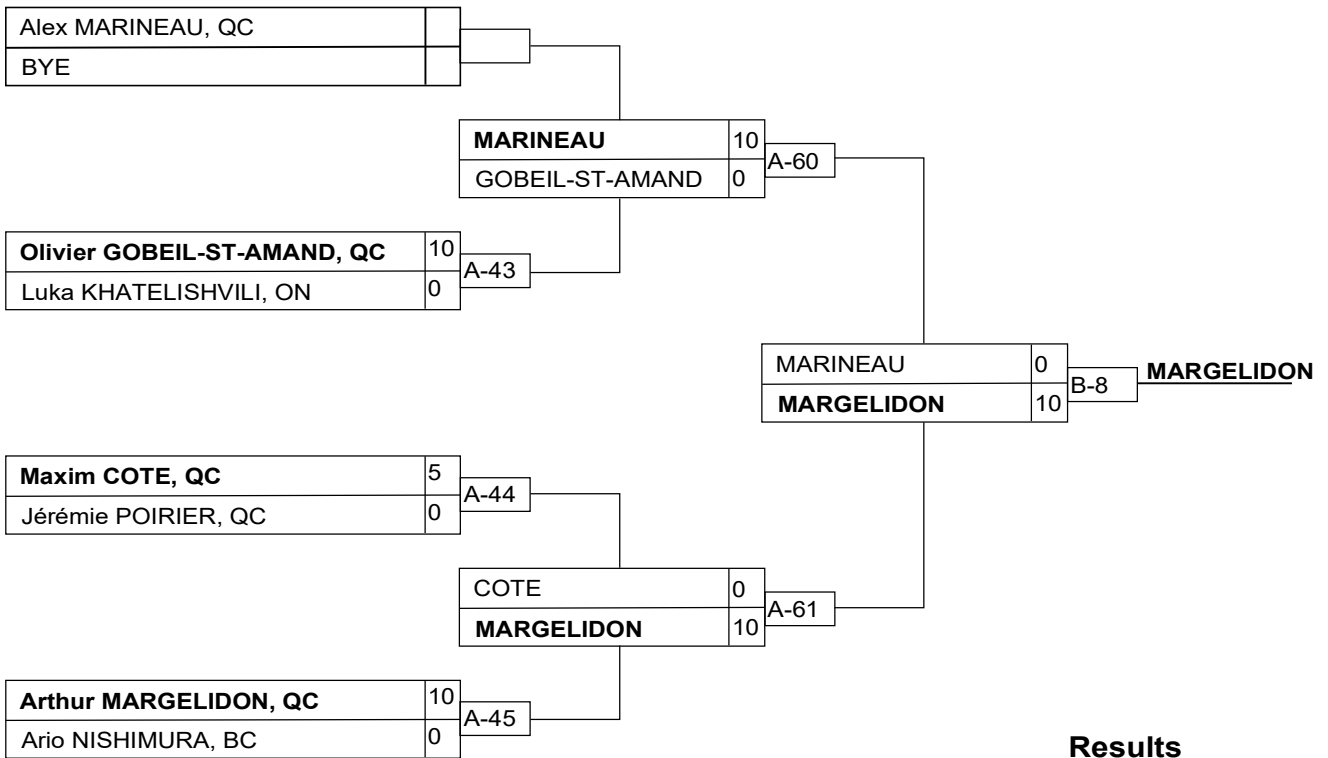 Alex MARINEAU, QC
BYE
MARINEAU 10
GOBEIL-ST-AMAND 0
A-60
Olivier GOBEIL-ST-AMAND, QC 10
Luka KHATELISHVILI, ON 0
A-43
MARINEAU 0
MARGELIDON 10
B-8
MARGELIDON
Maxim COTE, QC 5
Jérémie POIRIER, QC 0
A-44
COTE 0
MARGELIDON 10
A-61
Arthur MARGELIDON, QC 10
Ario NISHIMURA, BC 0
A-45
Results